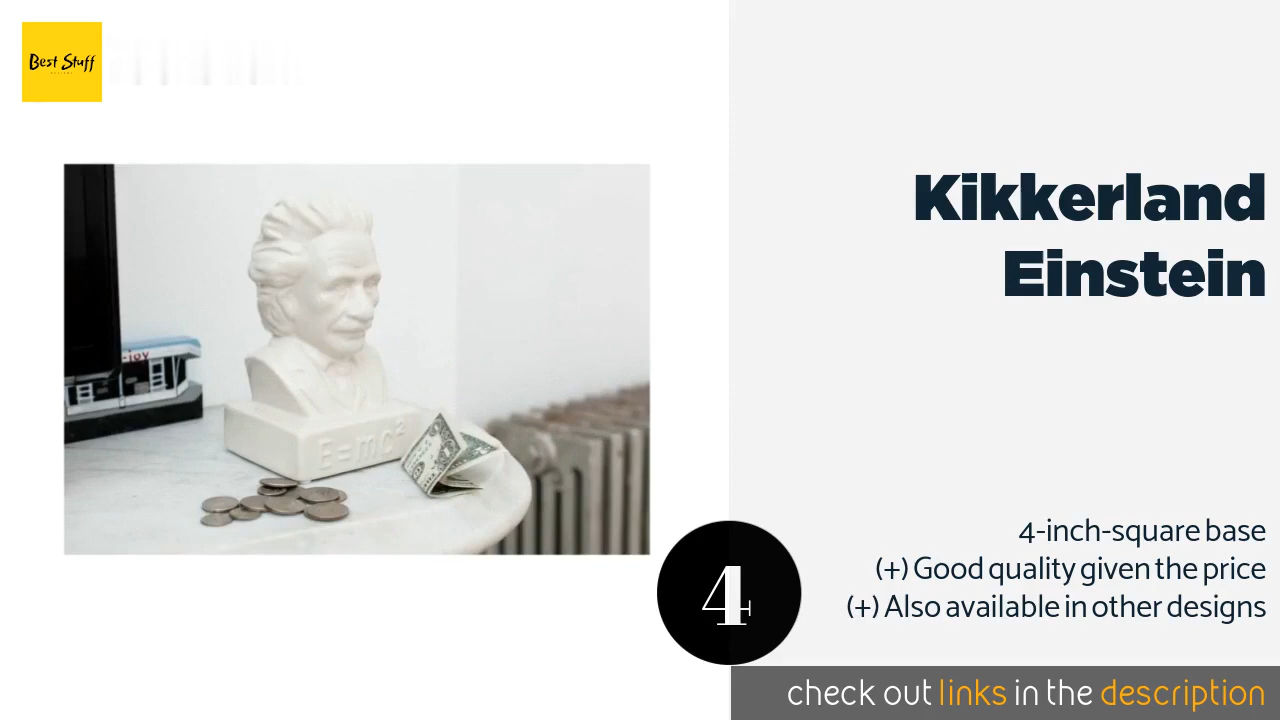 Best Stuff
Kikkerland
Einstein
E=mc²
4-inch-square base
(+) Good quality given the price
(+) Also available in other designs
4
check out links in the description